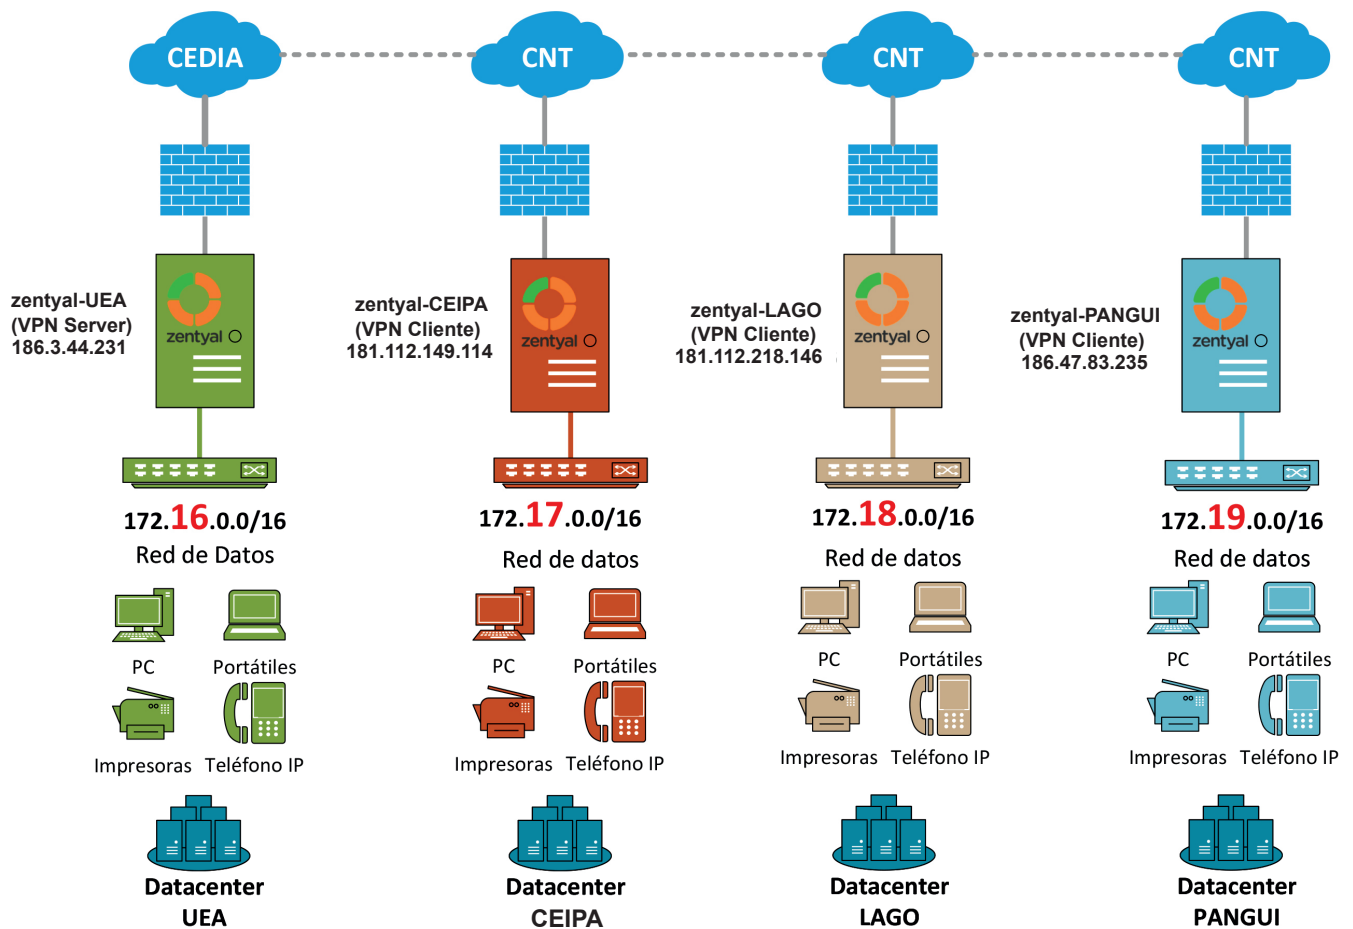 CEDIA
CNT
CNT
CNT
zentyal-UEA
(VPN Server)
186.3.44.231
zentyal
zentyal-CEIPA
(VPN Cliente)
181.112.149.114
zentyal
zentyal-LAGO
(VPN Cliente)
181.112.218.146
zentyal
zentyal-PANGUI
(VPN Cliente)
186.47.83.235
zentyal
172.16.0.0/16
Red de Datos
172.17.0.0/16
Red de datos
172.18.0.0/16
Red de datos
172.19.0.0/16
Red de datos
PC
Portátiles
PC
Portátiles
PC
Portátiles
PC
Portátiles
Impresoras
Teléfono IP
Impresoras
Teléfono IP
Impresoras
Teléfono IP
Impresoras
Teléfono IP
Datacenter
UEA
Datacenter
CEIPA
Datacenter
LAGO
Datacenter
PANGUI